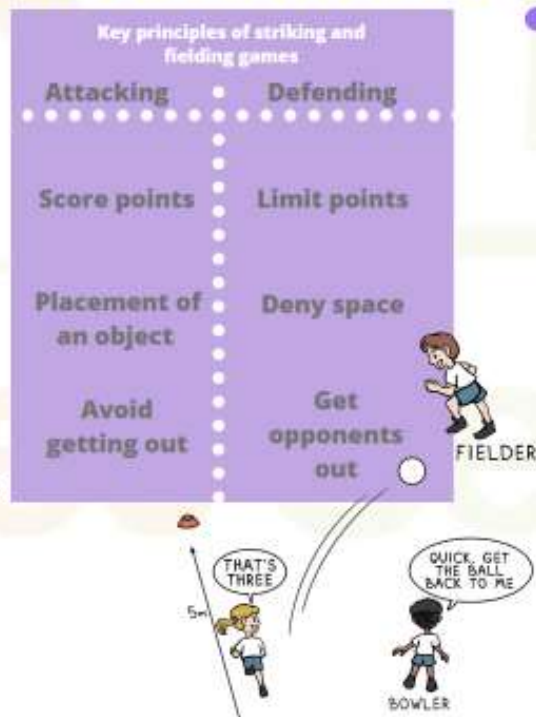 Key principles of striking and
fielding games
Attacking
Defending
Score points
Limit points
Placement of
an object
Deny space
Avoid
getting out
Get
opponents
out
FIELDER
THAT'S
THREE
QUICK, GET
THE BALL
BACK TO ME
5m
BOWLER